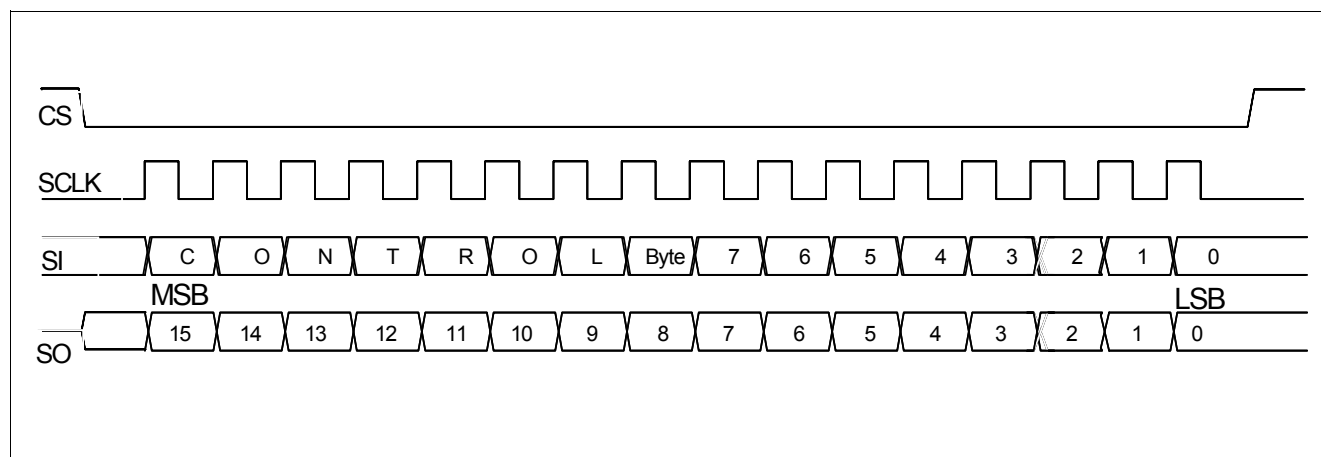 CS
SCLK
SI C O N T R O L Byte 7 6 5 4 3 2 1 0
MSB LSB
SO 15 14 13 12 11 10 9 8 7 6 5 4 3 2 1 0